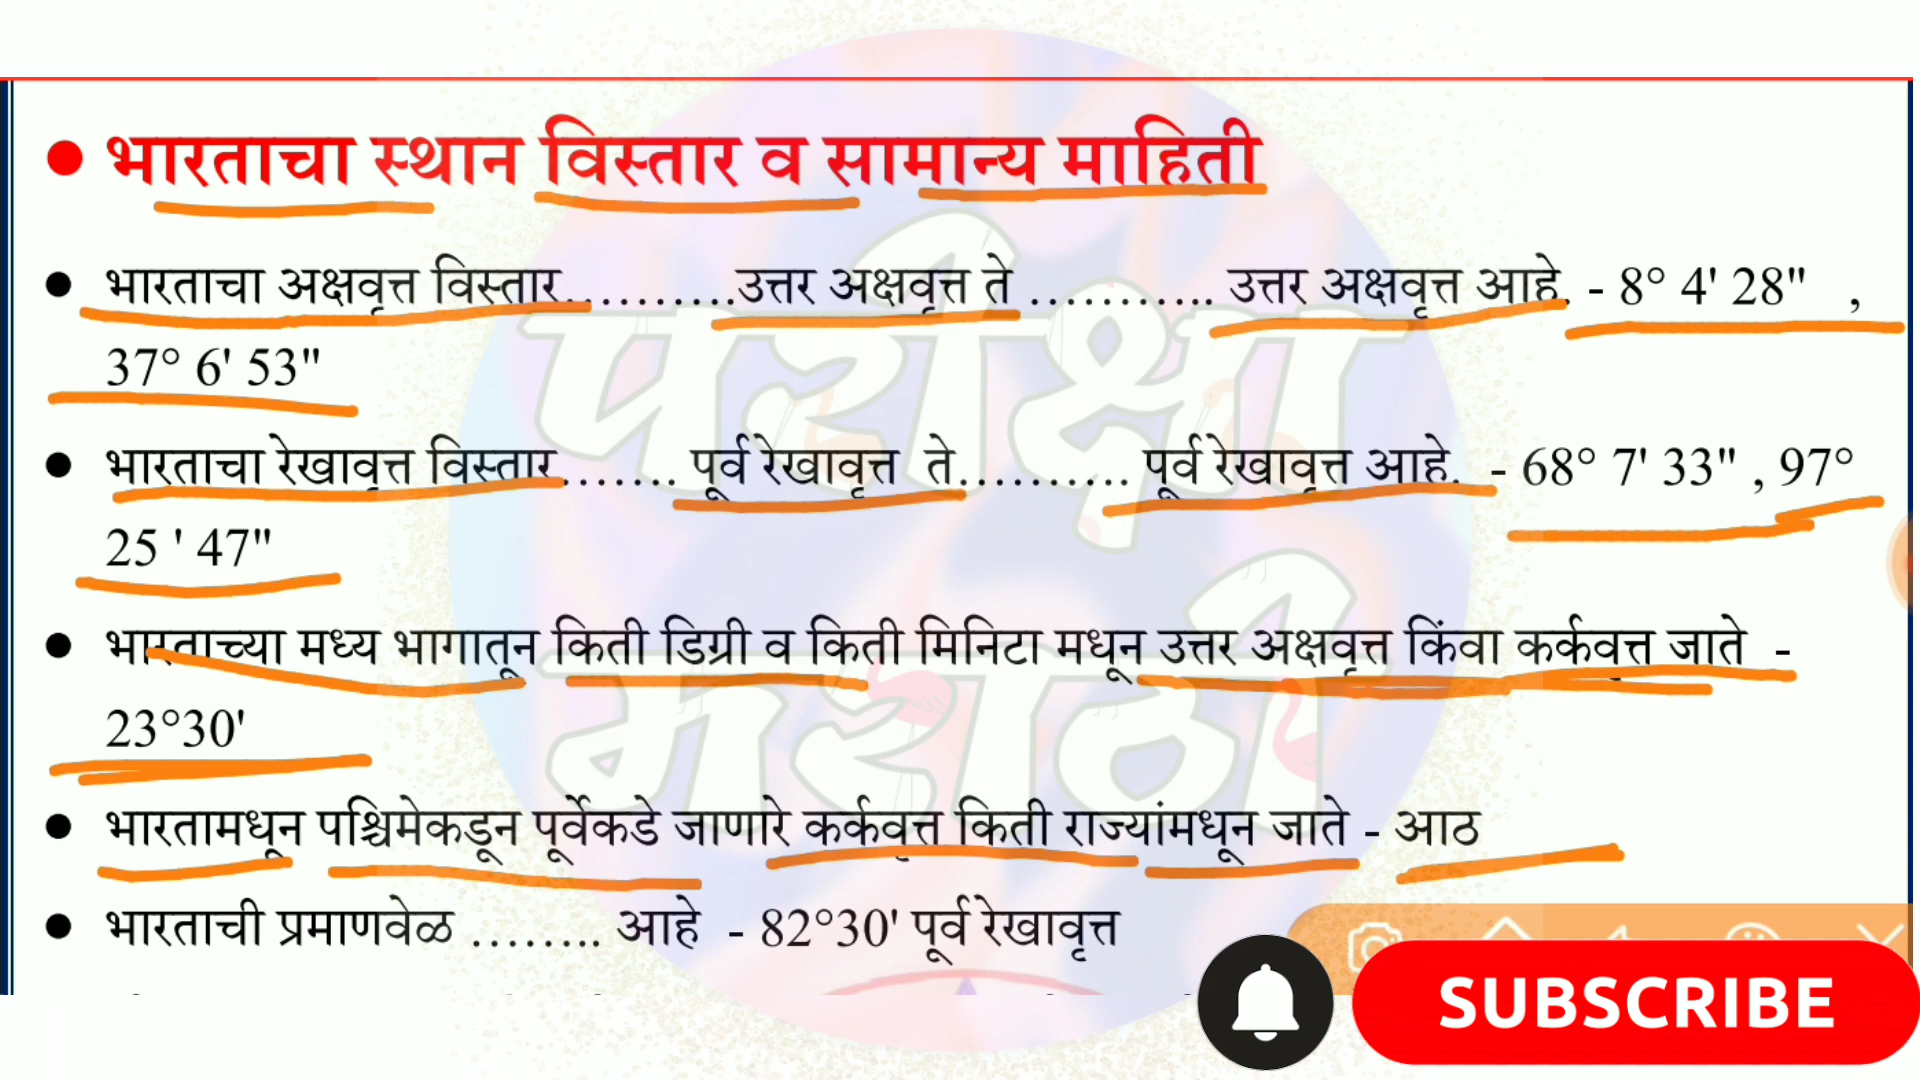 ● भारताचा स्थान विस्तार व सामान्य माहिती
● भारताचा अक्षवृत्त विस्तार..........उत्तर अक्षवृत्त ते ............ उत्तर अक्षवृत्त आहे. - 8° 4' 28" ,
37° 6' 53"
● भारताचा रेखावृत्त विस्तार....... पूर्व रेखावृत्त ते........... पूर्व रेखावृत्त आहे. - 68° 7' 33" , 97°
25 ' 47"
● भारताच्या मध्य भागातून किती डिग्री व किती मिनिटा मधून उत्तर अक्षवृत्त किंवा कर्कवृत्त जाते -
23°30'
● भारतामधून पश्चिमेकडून पूर्वेकडे जाणारे कर्कवृत्त किती राज्यांमधून जाते - आठ
● भारताची प्रमाणवेळ ........ आहे - 82°30' पूर्व रेखावृत्त
परीक्षा
मराठी
SUBSCRIBE